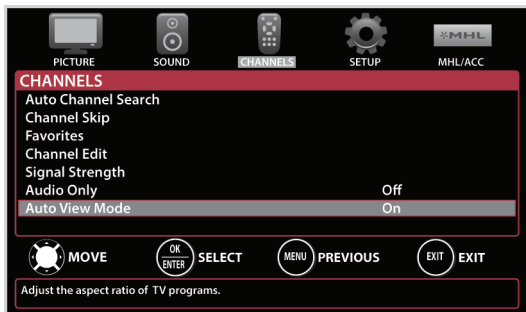 PICTURE SOUND CHANNELS SETUP MHL MHL/ACC
CHANNELS
Auto Channel Search
Channel Skip
Favorites
Channel Edit
Signal Strength
Audio Only Off
Auto View Mode On
MOVE OK ENTER SELECT MENU PREVIOUS EXIT EXIT
Adjust the aspect ratio of TV programs.